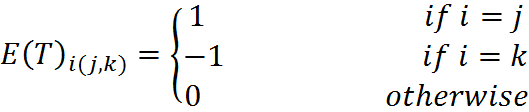 E(T)_{i(j,k)} = { 1 if i = j
−1 if i = k
0 otherwise